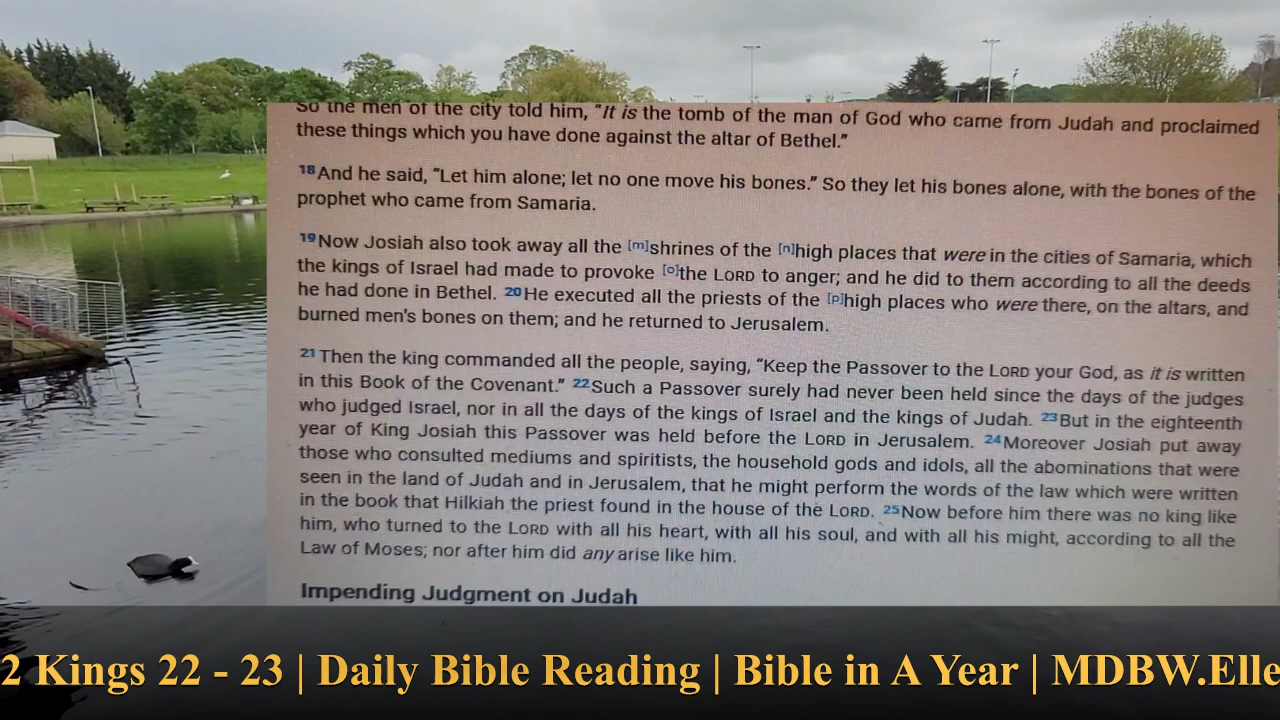 So the men of the city told him, "It is the tomb of the man of God who came from Judah and proclaimed
these things which you have done against the altar of Bethel."
18 And he said, "Let him alone; let no one move his bones." So they let his bones alone, with the bones of the
prophet who came from Samaria.
19 Now Josiah also took away all the [m]shrines of the [n]high places that were in the cities of Samaria, which
the kings of Israel had made to provoke [o]the LORD to anger; and he did to them according to all the deeds
he had done in Bethel. 20 He executed all the priests of the [p]high places who were there, on the altars, and
burned men's bones on them; and he returned to Jerusalem.
21 Then the king commanded all the people, saying, "Keep the Passover to the LORD your God, as it is written
in this Book of the Covenant." 22 Such a Passover surely had never been held since the days of the judges
who judged Israel, nor in all the days of the kings of Israel and the kings of Judah. 23 But in the eighteenth
year of King Josiah this Passover was held before the LORD in Jerusalem. 24 Moreover Josiah put away
those who consulted mediums and spiritists, the household gods and idols, all the abominations that were
seen in the land of Judah and in Jerusalem, that he might perform the words of the law which were written
in the book that Hilkiah the priest found in the house of the LORD. 25 Now before him there was no king like
him, who turned to the LORD with all his heart, with all his soul, and with all his might, according to all the
Law of Moses; nor after him did any arise like him.
Impending Judgment on Judah
2 Kings 22 - 23 | Daily Bible Reading | Bible in A Year | MDBW.Elle